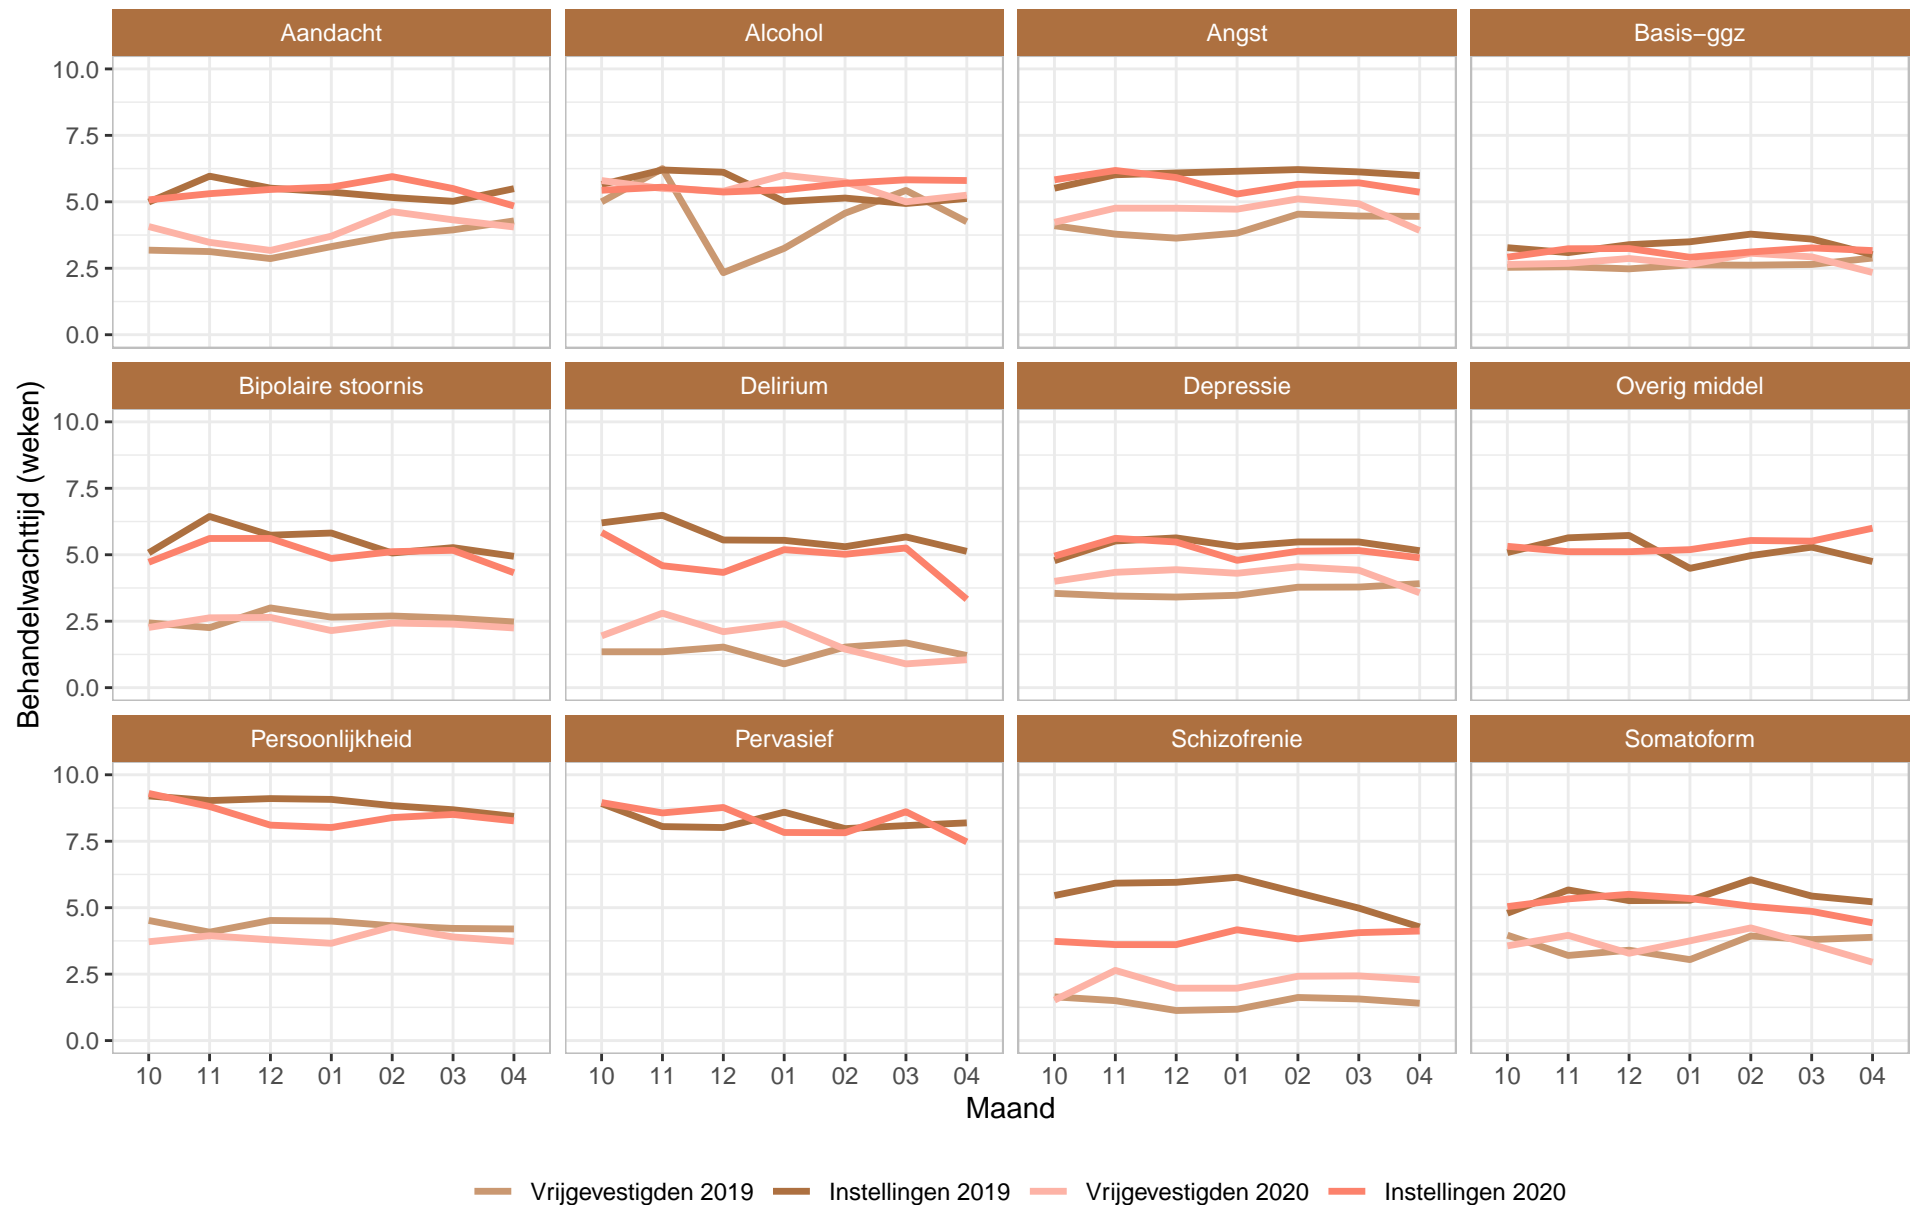 Aandacht Alcohol Angst Basis-ggz
10.0
7.5
5.0
2.5
0.0
Bipolaire stoornis Delirium Depressie Overig middel
10.0
7.5
5.0
2.5
0.0
Behandelwachttijd (weken)
Persoonlijkheid Pervasief Schizofrenie Somatoform
10.0
7.5
5.0
2.5
0.0
10 11 12 01 02 03 04 10 11 12 01 02 03 04 10 11 12 01 02 03 04 10 11 12 01 02 03 04
Maand
Vrijgevestigden 2019 Instellingen 2019 Vrijgevestigden 2020 Instellingen 2020